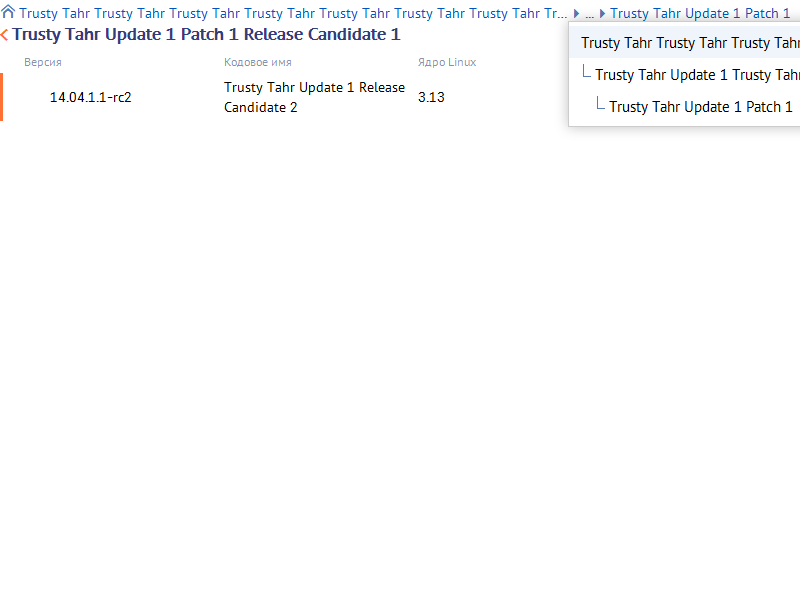 Trusty Tahr Trusty Tahr Trusty Tahr Trusty Tahr Trusty Tahr Trusty Tahr Trusty Tahr Tr... ... Trusty Tahr Update 1 Patch 1
Trusty Tahr Update 1 Patch 1 Release Candidate 1
Trusty Tahr Trusty Tahr Trusty Tahr
Версия Кодовое имя Ядро Linux
Trusty Tahr Update 1 Trusty Tahr
14.04.1.1-rc2 Trusty Tahr Update 1 Release 3.13
Candidate 2
Trusty Tahr Update 1 Patch 1